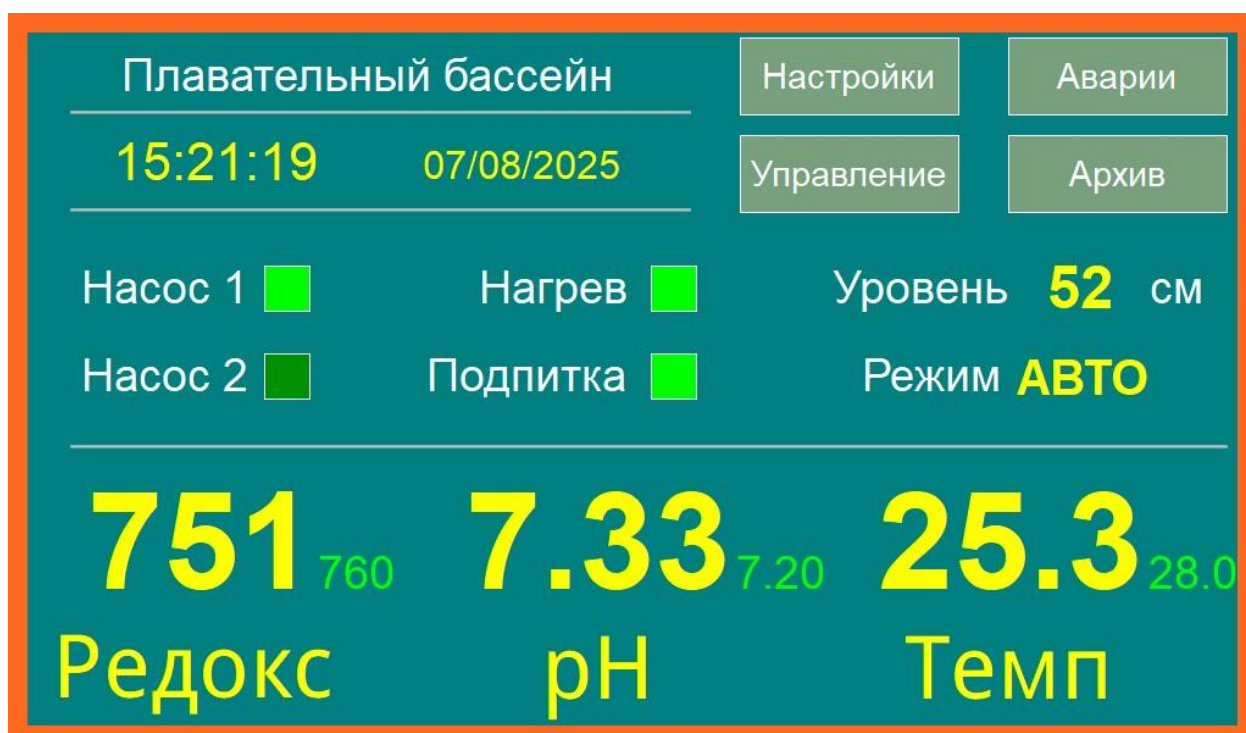 Плавательный бассейн
Настройки Аварии
15:21:19 07/08/2025
Управление Архив
Насос 1 Нагрев Уровень 52 см
Насос 2 Подпитка Режим АВТО
751 760 7.33 7.20 25.3 28.0
Редокс pH Темп